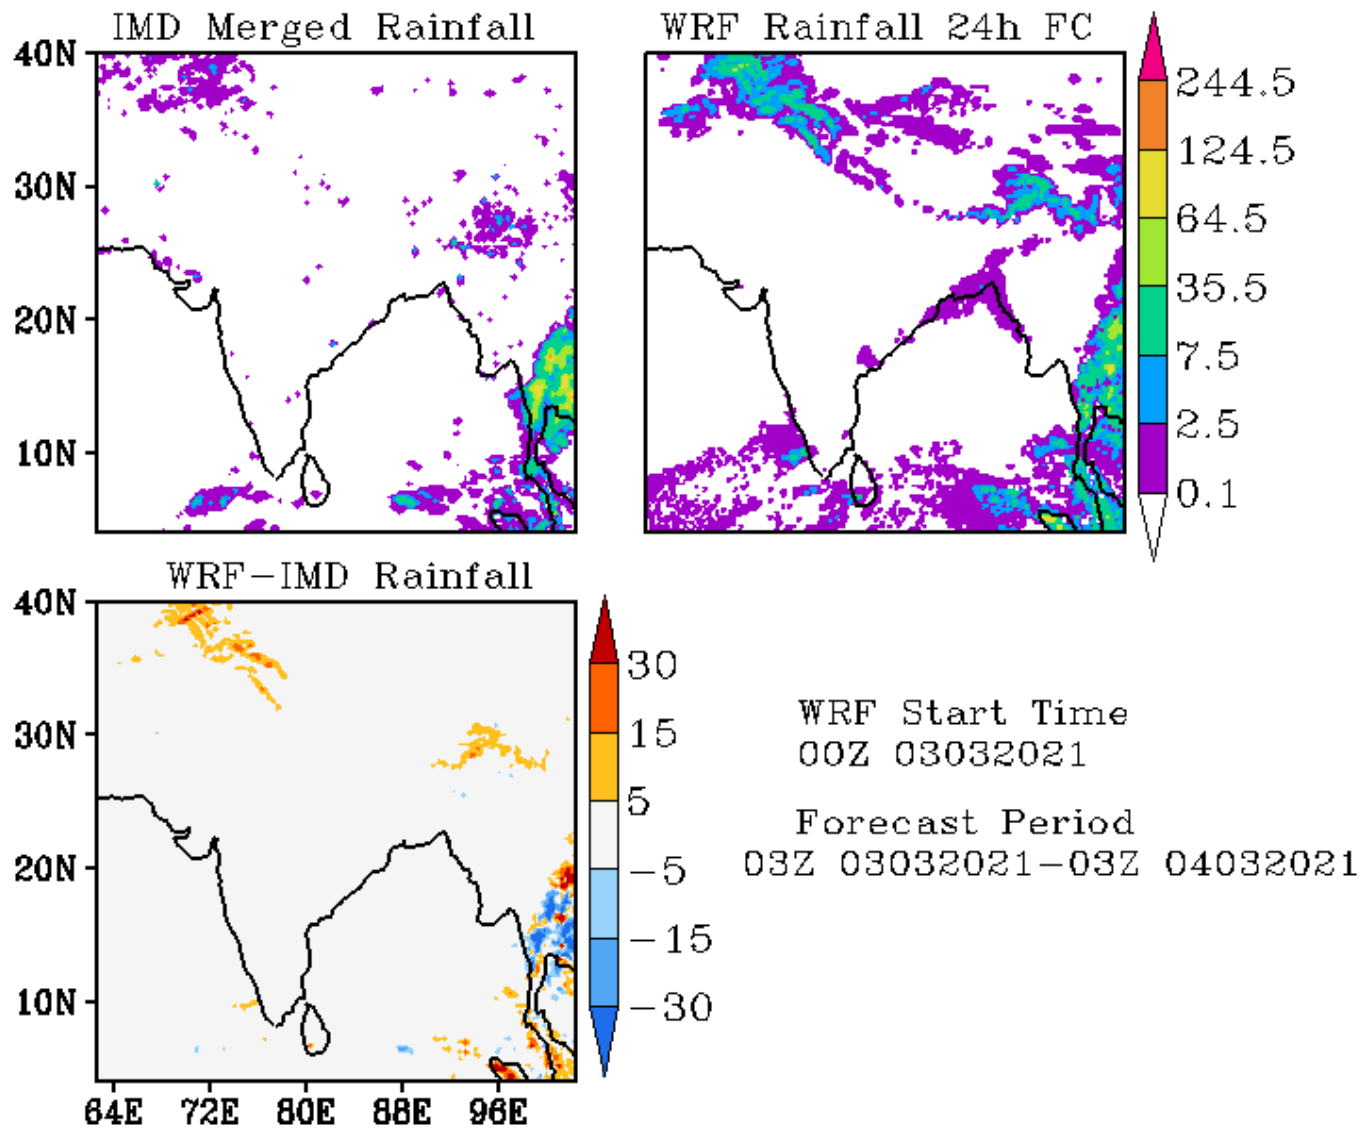 IMD Merged Rainfall
WRF Rainfall 24h FC
40N
30N
20N
10N
244.5
124.5
64.5
35.5
7.5
2.5
0.1
WRF-IMD Rainfall
40N
30N
20N
10N
64E 72E 80E 88E 96E
30
15
5
-5
-15
-30
WRF Start Time
00Z 03032021
Forecast Period
03Z 03032021-03Z 04032021